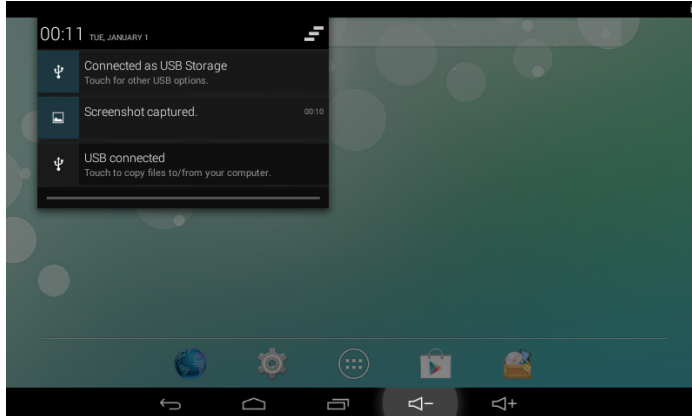 00:11 TUE, JANUARY 1
Connected as USB Storage
Touch for other USB options.
Screenshot captured. 00:10
USB connected
Touch to copy files to/from your computer.